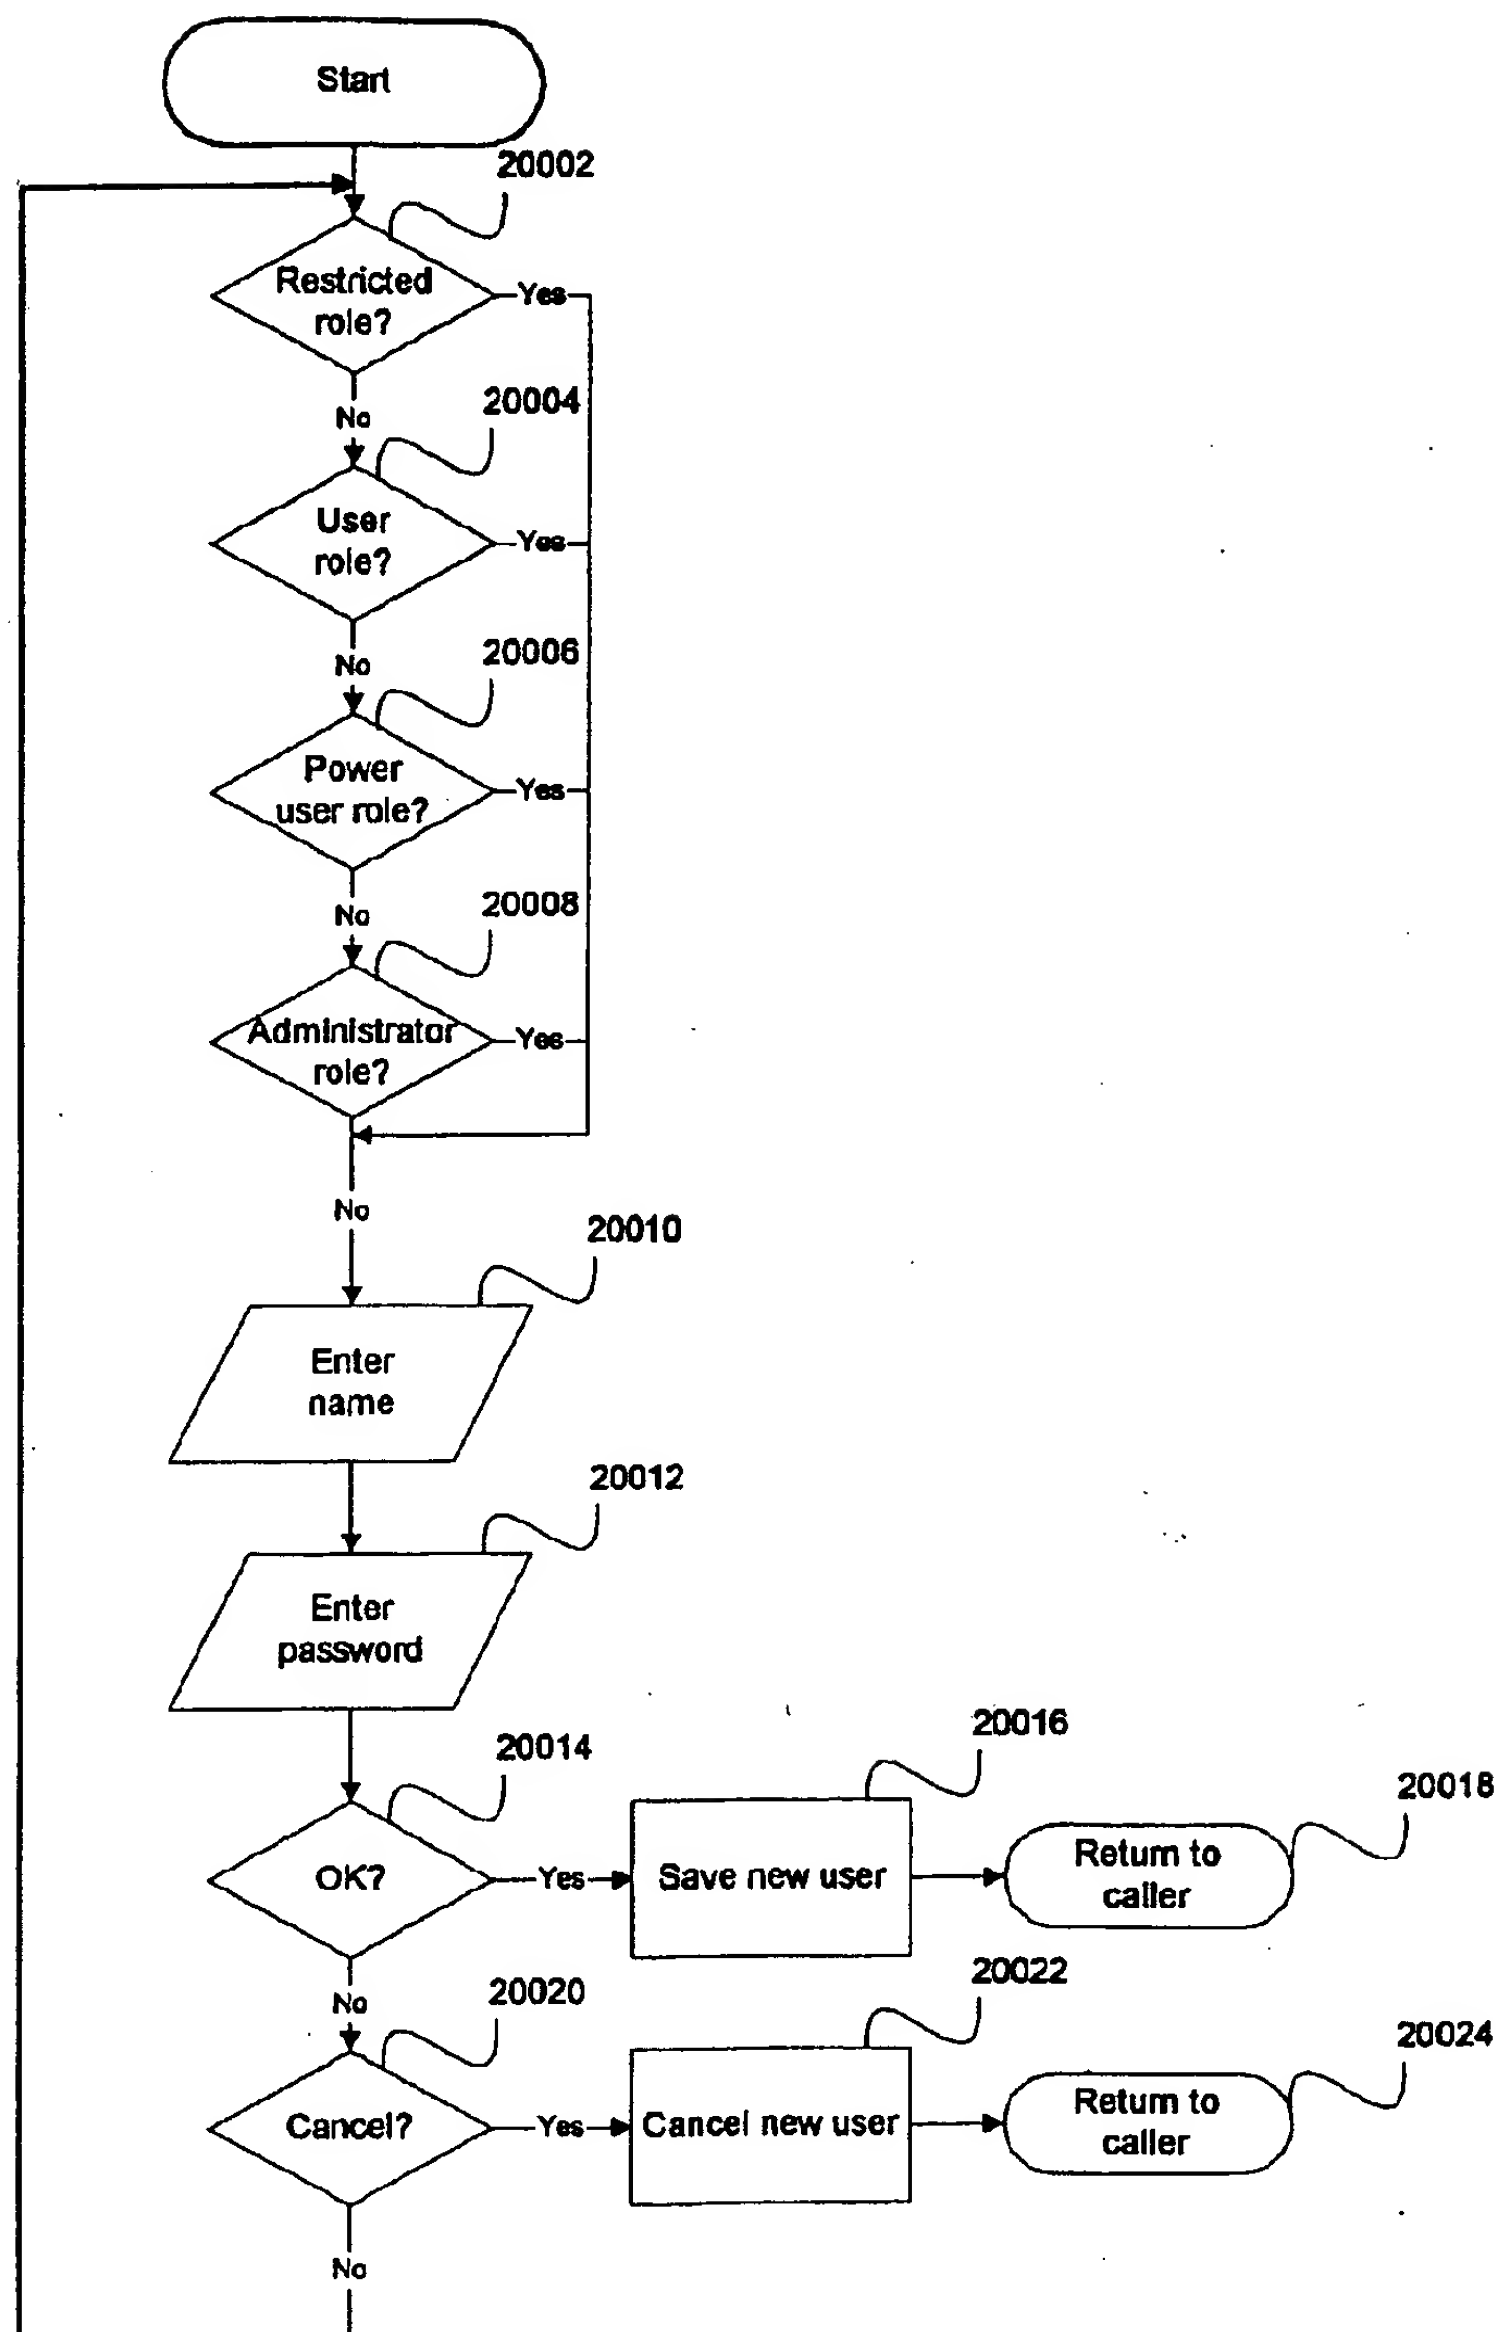 Start
20002
Restricted
role?
Yes
No
20004
User
role?
Yes
No
20006
Power
user role?
Yes
No
20008
Administrator
role?
Yes
No
20010
Enter
name
20012
Enter
password
20014
OK?
Yes
20016
Save new user
20018
Return to
caller
No
20020
Cancel?
Yes
20022
Cancel new user
20024
Return to
caller
No